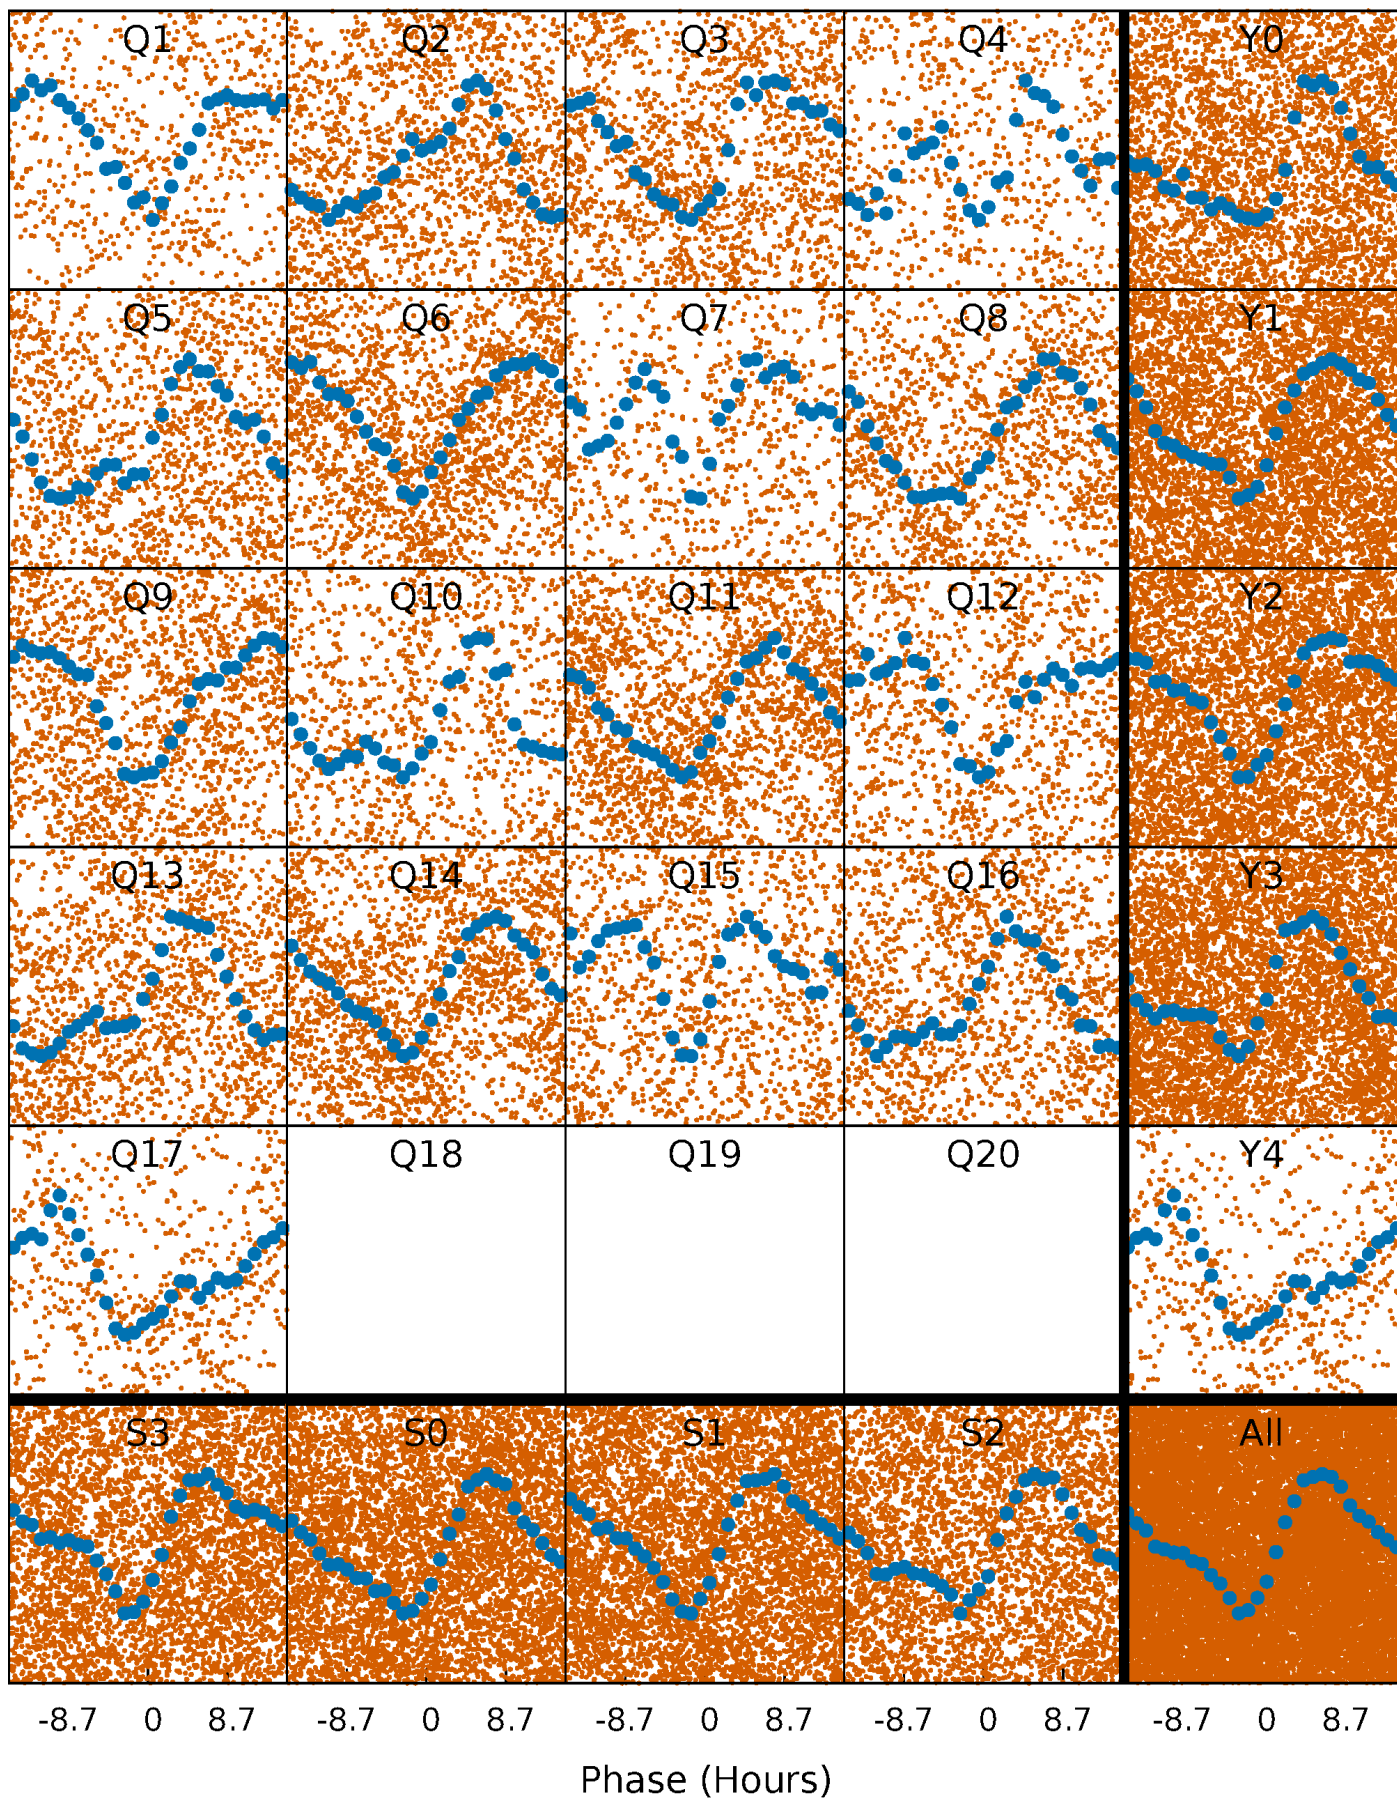 Q1 Q2 Q3 Q4 Y0
Q5 Q6 Q7 Q8 Y1
Q9 Q10 Q11 Q12 Y2
Q13 Q14 Q15 Q16 Y3
Q17 Q18 Q19 Q20 Y4
S3 S0 S1 S2 All
-8.7 0 8.7 -8.7 0 8.7 -8.7 0 8.7 -8.7 0 8.7 -8.7 0 8.7
Phase (Hours)